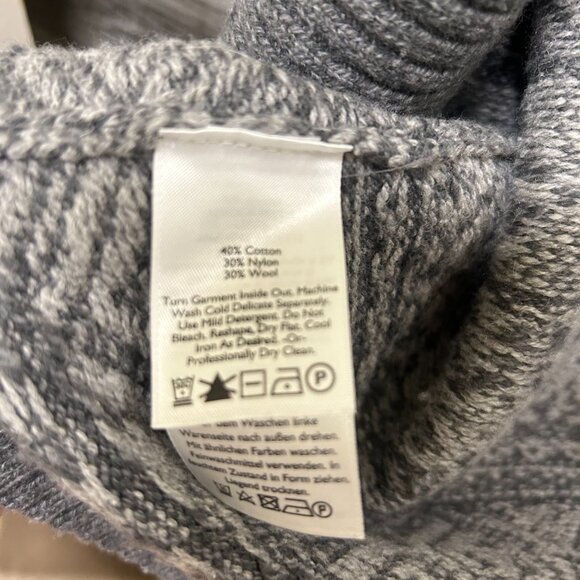 40% Cotton
30% Nylon
30% Wool
Turn Garment Inside Out. Machine
Wash Cold Delicate Separately.
Use Mild Detergent. Do Not
Bleach. Reshape, Dry Flat. Cool
Iron As Desired. -Or-
Professionally Dry Clean.
P
dem Waschen linke
Warenseite nach außen drehen.
Mit ähnlichen Farben waschen.
Feinwaschmittel verwenden. In
feuchtem Zustand in Form ziehen.
Liegend trocknen.
P